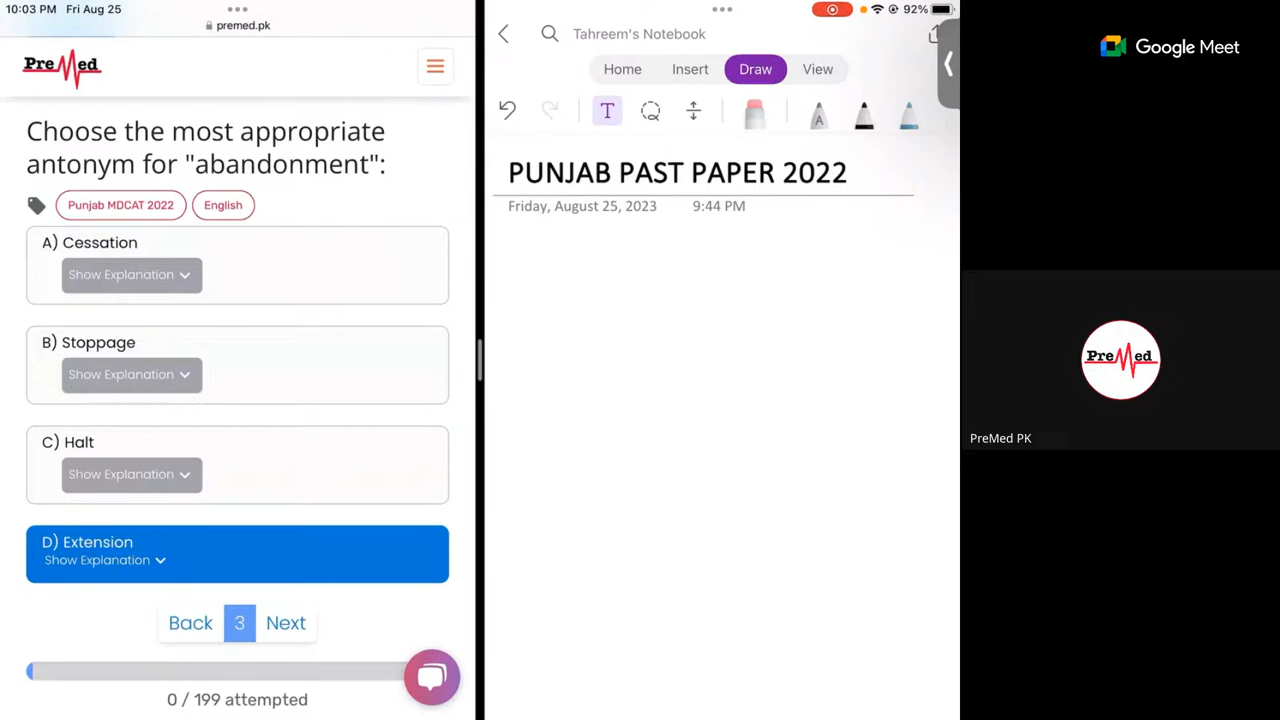 10:03 PM Fri Aug 25
premed.pk
PreMed
Choose the most appropriate
antonym for "abandonment":
Punjab MDCAT 2022
English
A) Cessation
Show Explanation
B) Stoppage
Show Explanation
C) Halt
Show Explanation
D) Extension
Show Explanation
Back 3 Next
0 / 199 attempted
92%
Tahreem's Notebook
Home Insert Draw View
T
A
PUNJAB PAST PAPER 2022
Friday, August 25, 2023 9:44 PM
Google Meet
PreMed
PreMed PK